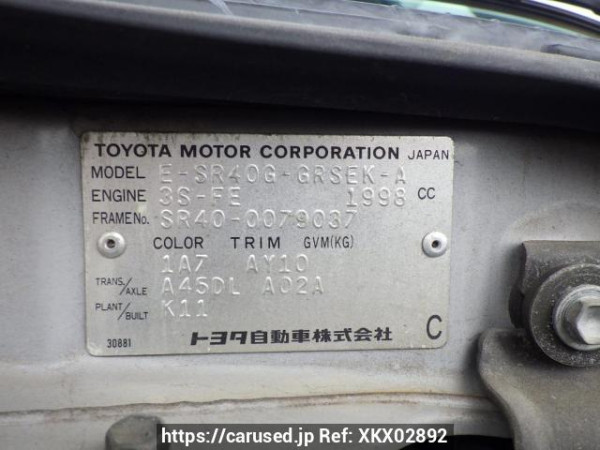 TOYOTA MOTOR CORPORATION JAPAN
MODEL E-SR40G-GRSEK-A
ENGINE 3S-FE 1998 CC
FRAME No. SR40-0079037
COLOR TRIM GVM(KG)
1A7 AY10
TRANS./AXLE A45DL A02A
PLANT/BUILT K11
30881 トヨタ自動車株式会社 C
https://carused.jp Ref: XKX02892